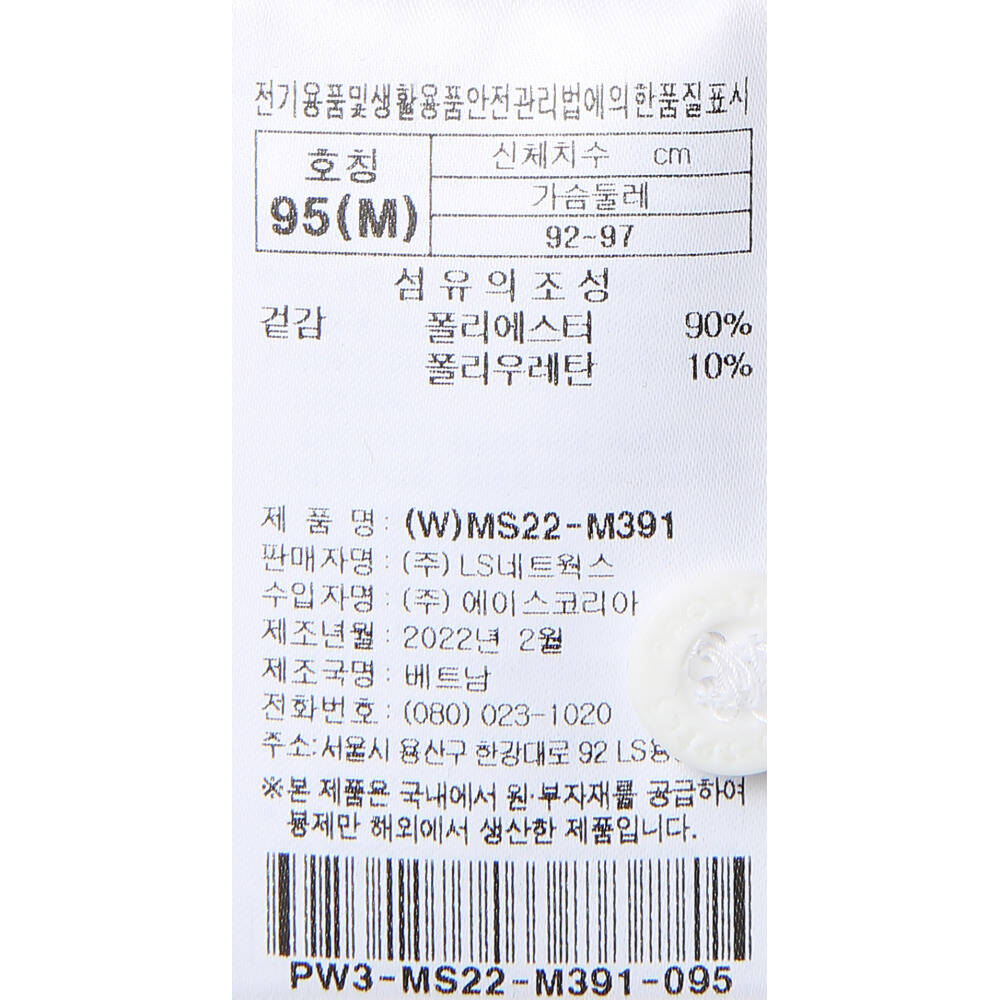 전기용품및생활용품안전관리법에의한품질표시
호칭
95(M)
신체치수 cm
가슴둘레
92-97
섬유의조성
겉감 폴리에스터 90%
폴리우레탄 10%
제 품 명 : (W)MS22-M391
판매자명 : (주) LS네트웍스
수입자명 : (주) 에이스코리아
제조년월 : 2022년 2월
제조국명 : 베트남
전화번호 : (080) 023-1020
주소:서울시 용산구 한강대로 92 LS용
※본 제품은 국내에서 원·부자재를 공급하여
봉제만 해외에서 생산한 제품입니다.
PW3-MS22-M391-095